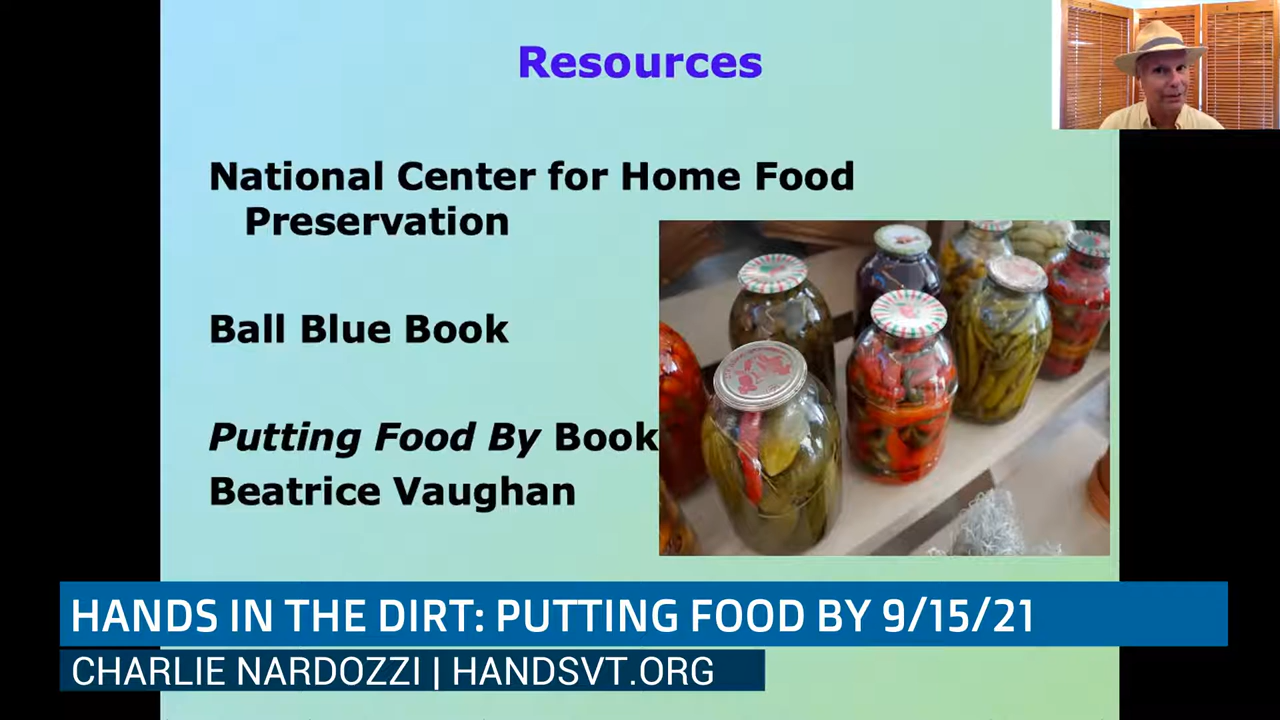 Resources
National Center for Home Food
Preservation
Ball Blue Book
Putting Food By Book
Beatrice Vaughan
HANDS IN THE DIRT: PUTTING FOOD BY 9/15/21
CHARLIE NARDOZZI | HANDSVT.ORG